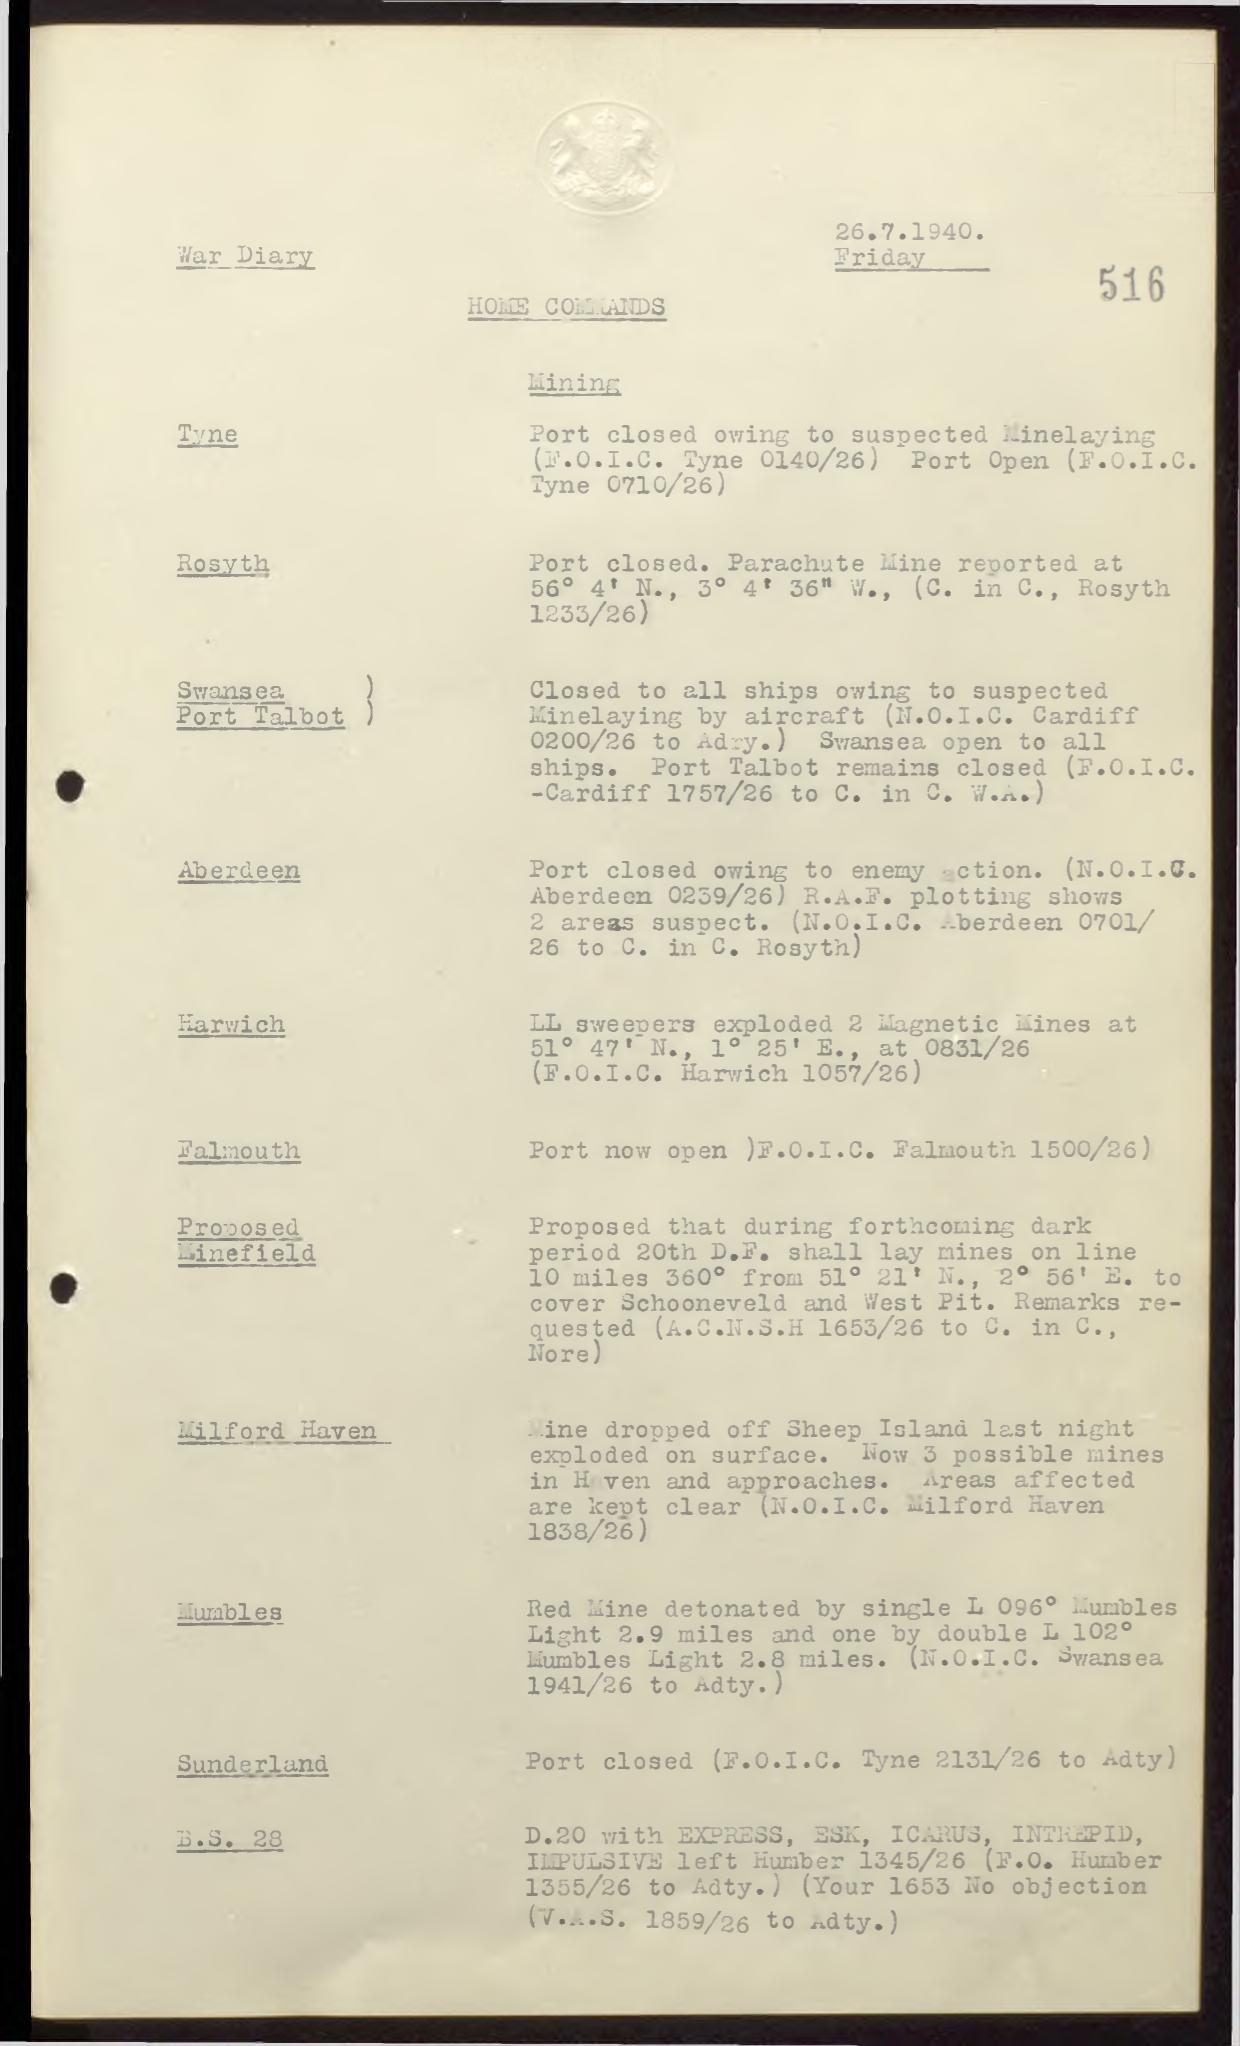 26.7.1940.
War Diary
Friday
516
HOME COMMANDS
Mining
Tyne
Port closed owing to suspected Minelaying
(F.O.I.C. Tyne 0140/26) Port Open (F.O.I.C.
Tyne 0710/26)
Rosyth
Port closed. Parachute Mine reported at
56° 4' N., 3° 4' 36" W., (C. in C., Rosyth
1233/26)
Swansea )
Port Talbot )
Closed to all ships owing to suspected
Minelaying by aircraft (N.O.I.C. Cardiff
0200/26 to Adry.) Swansea open to all
ships. Port Talbot remains closed (F.O.I.C.
-Cardiff 1757/26 to C. in C. W.A.)
Aberdeen
Port closed owing to enemy action. (N.O.I.C.
Aberdeen 0239/26) R.A.F. plotting shows
2 areas suspect. (N.O.I.C. Aberdeen 0701/
26 to C. in C. Rosyth)
Harwich
LL sweepers exploded 2 Magnetic Mines at
51° 47' N., 1° 25' E., at 0831/26
(F.O.I.C. Harwich 1057/26)
Falmouth
Port now open )F.O.I.C. Falmouth 1500/26)
Proposed
Minefield
Proposed that during forthcoming dark
period 20th D.F. shall lay mines on line
10 miles 360° from 51° 21' N., 2° 56' E. to
cover Schooneveld and West Pit. Remarks re-
quested (A.C.N.S.H 1653/26 to C. in C.,
Nore)
Milford Haven
Mine dropped off Sheep Island last night
exploded on surface. Now 3 possible mines
in Haven and approaches. Areas affected
are kept clear (N.O.I.C. Milford Haven
1838/26)
Mumbles
Red Mine detonated by single L 096° Mumbles
Light 2.9 miles and one by double L 102°
Mumbles Light 2.8 miles. (N.O.I.C. Swansea
1941/26 to Adty.)
Sunderland
Port closed (F.O.I.C. Tyne 2131/26 to Adty)
B.S. 28
D.20 with EXPRESS, ESK, ICARUS, INTREPID,
IMPULSIVE left Humber 1345/26 (F.O. Humber
1355/26 to Adty.) (Your 1653 No objection
(V.A.S. 1859/26 to Adty.)